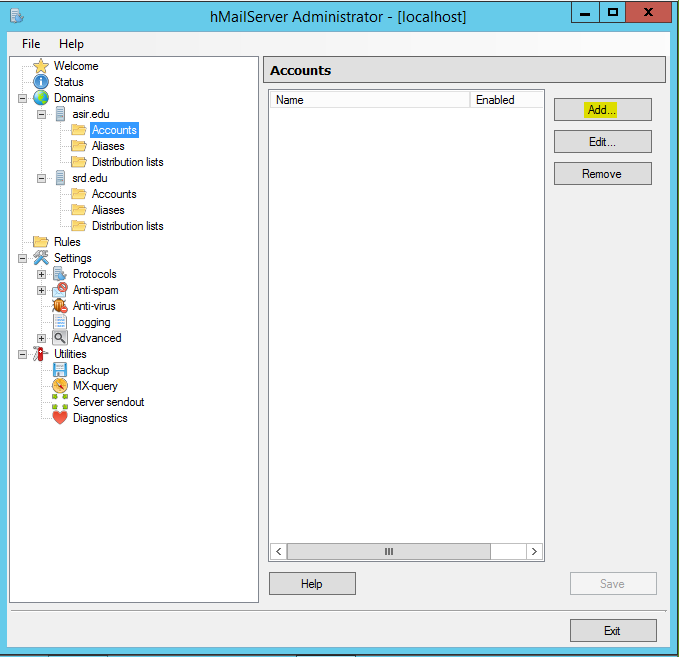 hMailServer Administrator - [localhost]
File Help
Welcome
Status
Domains
asir.edu
Accounts
Aliases
Distribution lists
srd.edu
Accounts
Aliases
Distribution lists
Rules
Settings
Protocols
Anti-spam
Anti-virus
Logging
Advanced
Utilities
Backup
MX-query
Server sendout
Diagnostics
Accounts
Name Enabled
Add...
Edit...
Remove
Help
Save
Exit